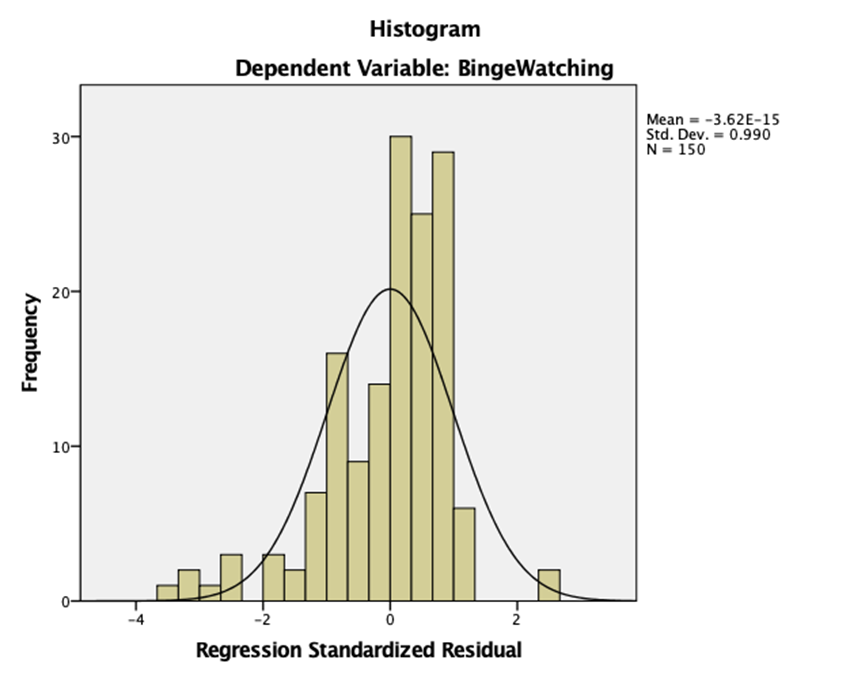 Histogram
Dependent Variable: BingeWatching
Mean = -3.62E-15
Std. Dev. = 0.990
N = 150
30
20
10
0
Frequency
-4
-2
0
2
Regression Standardized Residual